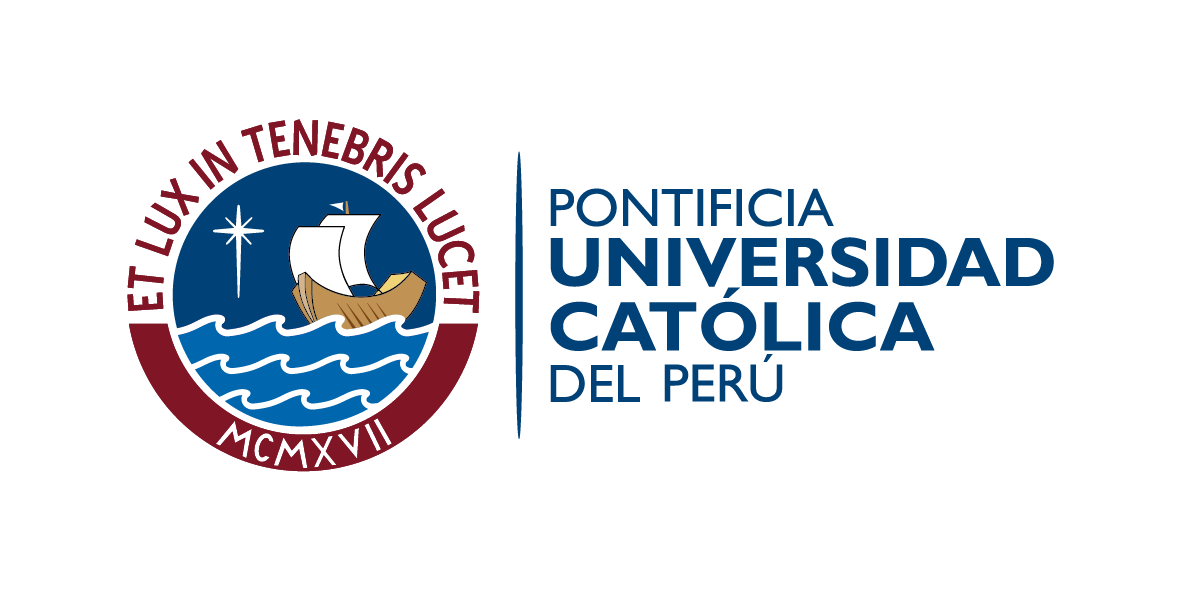 ET LUX IN TENEBRIS LUCET
MCMXVII
PONTIFICIA
UNIVERSIDAD
CATÓLICA
DEL PERÚ